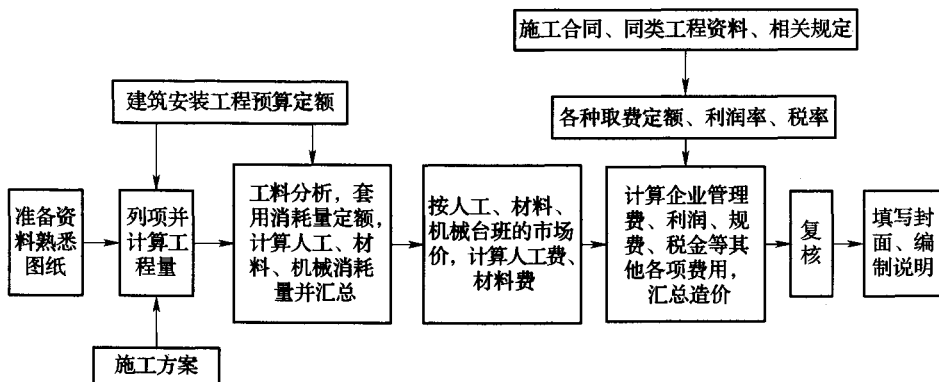 施工合同、同类工程资料、相关规定
建筑安装工程预算定额
各种取费定额、利润率、税率
准备资
料熟悉
图纸
列项并
计算工
程量
工料分析，套
用消耗量定额，
计算人工、材
料、机械消耗
量并汇总
按人工、材料、
机械台班的市场
价，计算人工费、
材料费
计算企业管理
费、利润、规
费、税金等其
他各项费用，
汇总造价
复
核
填写封
面、编
制说明
施工方案